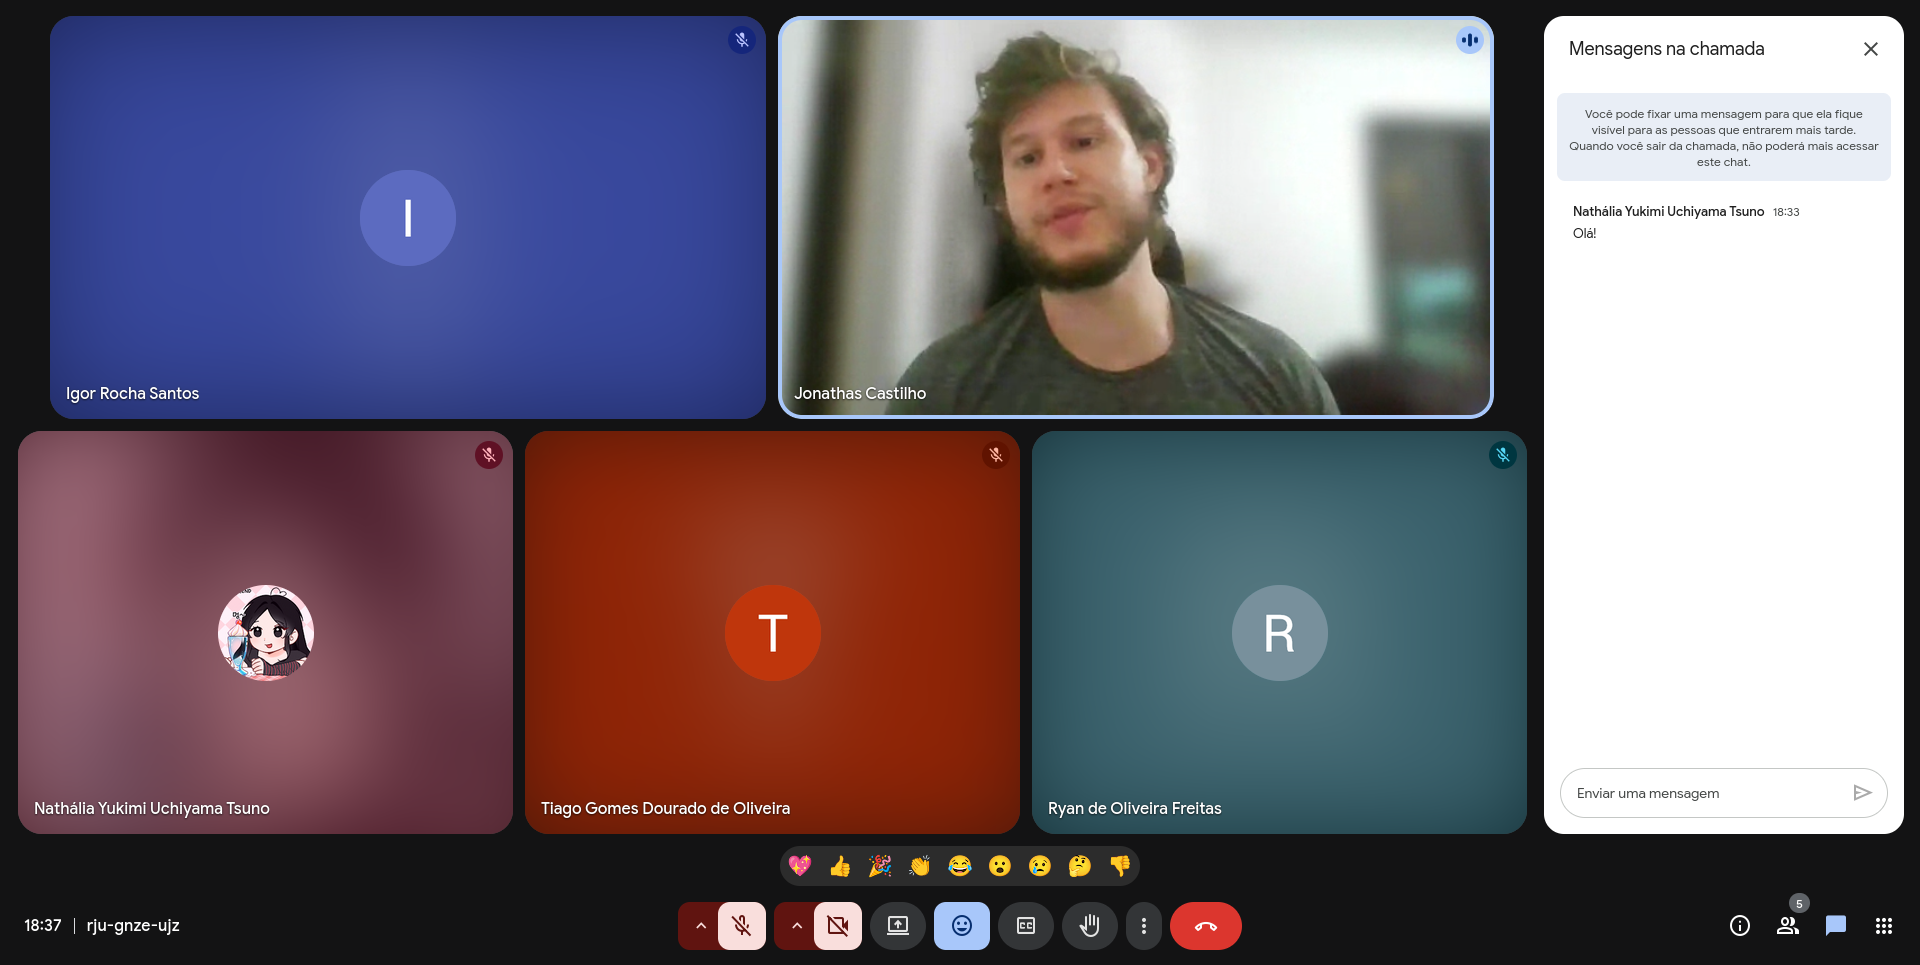 I
Igor Rocha Santos
Jonathas Castilho
Nathália Yukimi Uchiyama Tsuno
T
Tiago Gomes Dourado de Oliveira
R
Ryan de Oliveira Freitas
Mensagens na chamada
Você pode fixar uma mensagem para que ela fique
visível para as pessoas que entrarem mais tarde.
Quando você sair da chamada, não poderá mais acessar
este chat.
Nathália Yukimi Uchiyama Tsuno 18:33
Olá!
Enviar uma mensagem
18:37 | rju-gnze-ujz
CC
5